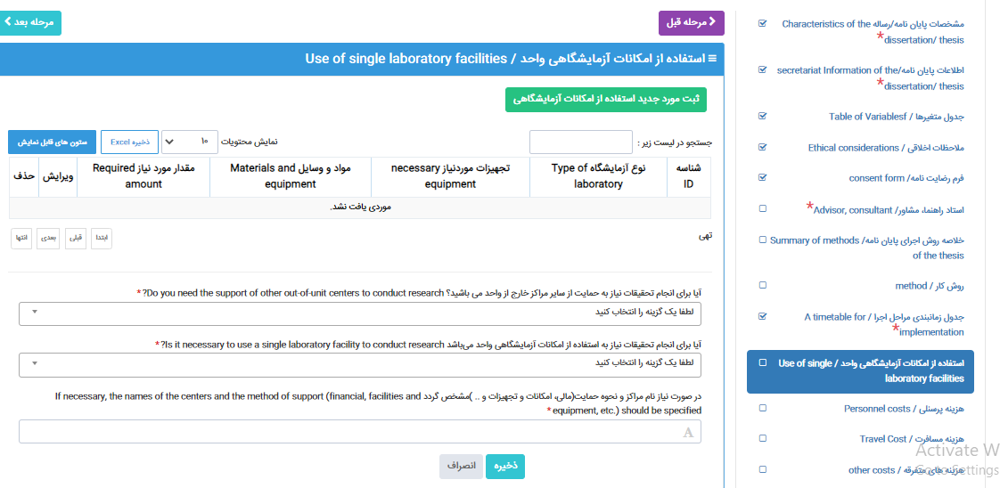 مرحله قبل
مرحله بعد
استفاده از امکانات آزمایشگاهی واحد / Use of single laboratory facilities
ثبت مورد جدید استفاده از امکانات آزمایشگاهی
جستجو در لیست زیر :
نمایش محتویات ۱۰ ذخیره Excel ستون های قابل نمایش
شناسه ID
نوع آزمایشگاه Type of laboratory
تجهیزات موردنیاز necessary equipment
مواد و وسایل Materials and equipment
مقدار مورد نیاز Required amount
ویرایش
حذف
موردی یافت نشد.
تهی
ابتدا قبلی بعدی انتها
آیا برای انجام تحقیقات نیاز به حمایت از سایر مراکز خارج از واحد می باشید؟ Do you need the support of other out-of-unit centers to conduct research?*
لطفا یک گزینه را انتخاب کنید
آیا برای انجام تحقیقات نیاز به استفاده از امکانات آزمایشگاهی واحد می‌باشد Is it necessary to use a single laboratory facility to conduct research?*
لطفا یک گزینه را انتخاب کنید
در صورت نیاز نام مراکز و نحوه حمایت(مالی، امکانات و تجهیزات و .. )مشخص گردد If necessary, the names of the centers and the method of support (financial, facilities and
equipment, etc.) should be specified *
A
ذخیره انصراف
مشخصات پایان نامه/رساله Characteristics of the
dissertation/ thesis*
اطلاعات پایان نامه/secretariat Information of the
dissertation/ thesis*
جدول متغیرها / Table of Variablesf
ملاحظات اخلاقی / Ethical considerations
فرم رضایت نامه/ consent form
استاد راهنما، مشاور/ Advisor, consultant*
خلاصه روش اجرای پایان نامه/ Summary of methods
of the thesis
روش کار / method
جدول زمانبندی مراحل اجرا / A timetable for
implementation*
استفاده از امکانات آزمایشگاهی واحد / Use of single
laboratory facilities
هزینه پرسنلی / Personnel costs
هزینه مسافرت / Travel Cost
هزینه های متفرقه / other costs
Activate W
Go to Settings